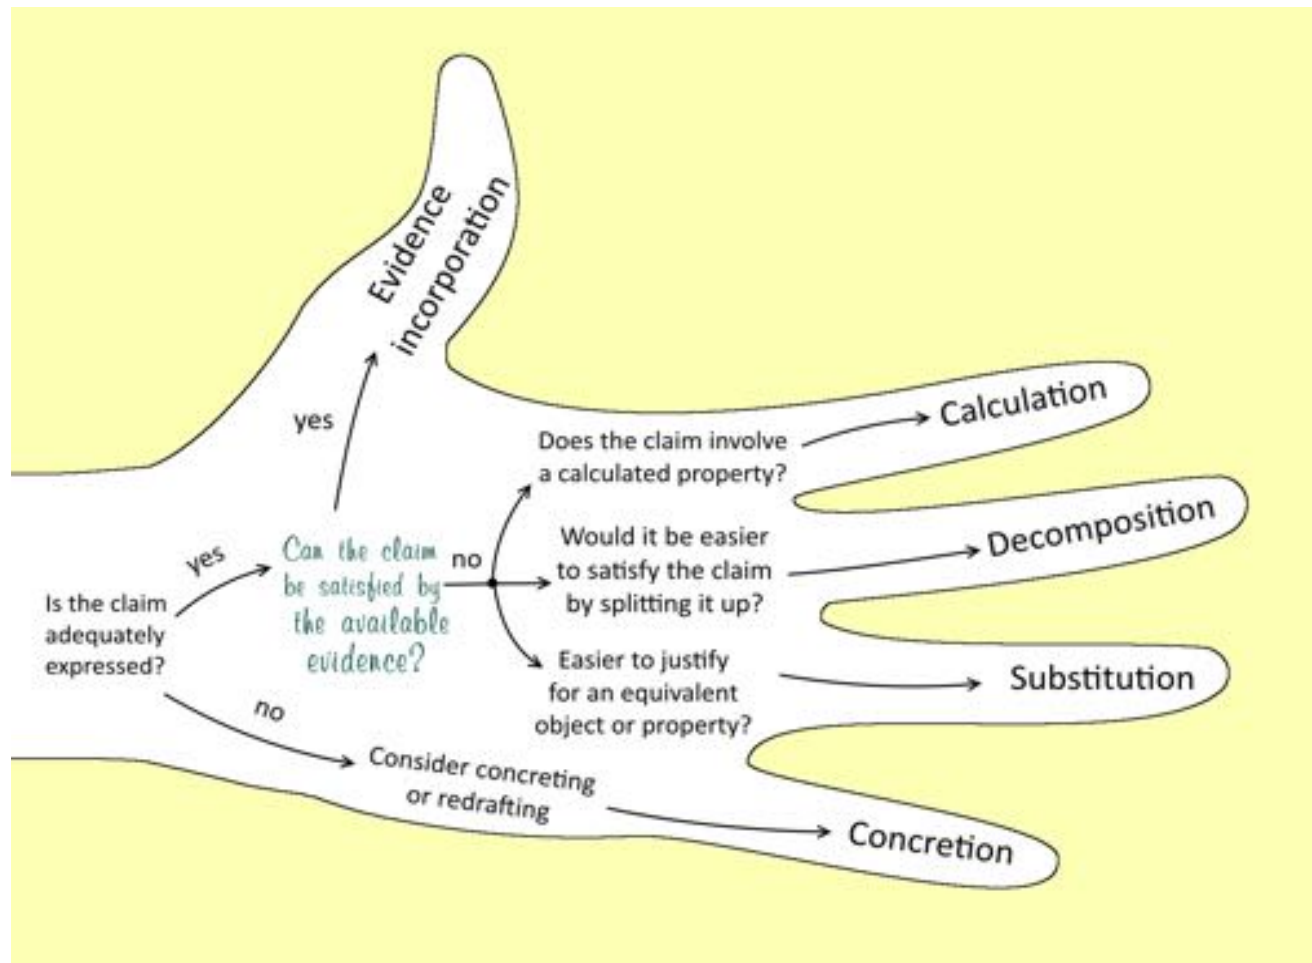 Evidence
incorporation
yes
Does the claim involve
a calculated property?
Calculation
yes
Can the claim
be satisfied by
the available
evidence?
no
Would it be easier
to satisfy the claim
by splitting it up?
Decomposition
Is the claim
adequately
expressed?
Easier to justify
for an equivalent
object or property?
Substitution
no
Consider concreting
or redrafting
Concretion